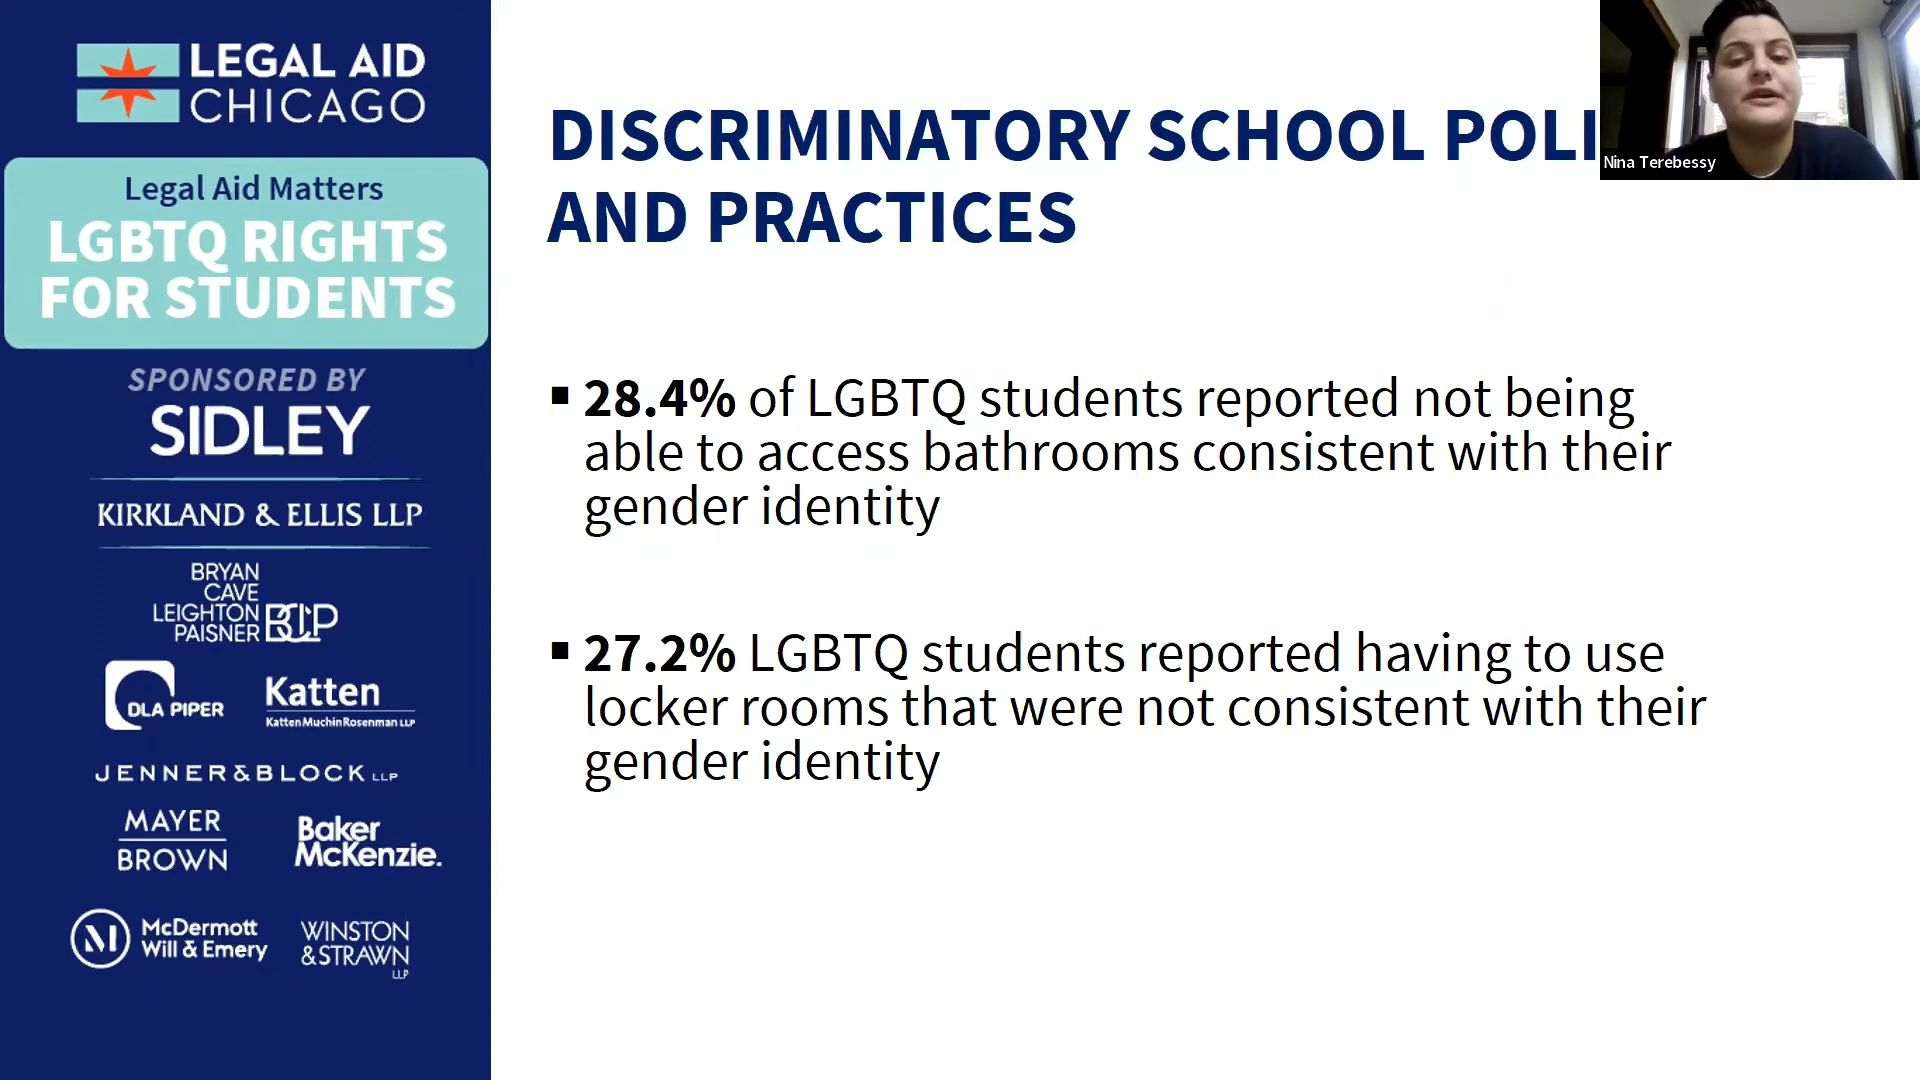 LEGAL AID
CHICAGO
Legal Aid Matters
LGBTQ RIGHTS
FOR STUDENTS
SPONSORED BY
SIDLEY
KIRKLAND & ELLIS LLP
BRYAN
CAVE
LEIGHTON
PAISNER BCLP
DLA PIPER
Katten
KattenMuchinRosenman LLP
JENNER&BLOCK LLP
MAYER
BROWN
Baker
McKenzie.
M
McDermott
Will & Emery
WINSTON
& STRAWN
LLP
DISCRIMINATORY SCHOOL POLI
AND PRACTICES
▪ 28.4% of LGBTQ students reported not being
able to access bathrooms consistent with their
gender identity
▪ 27.2% LGBTQ students reported having to use
locker rooms that were not consistent with their
gender identity
Nina Terebessy